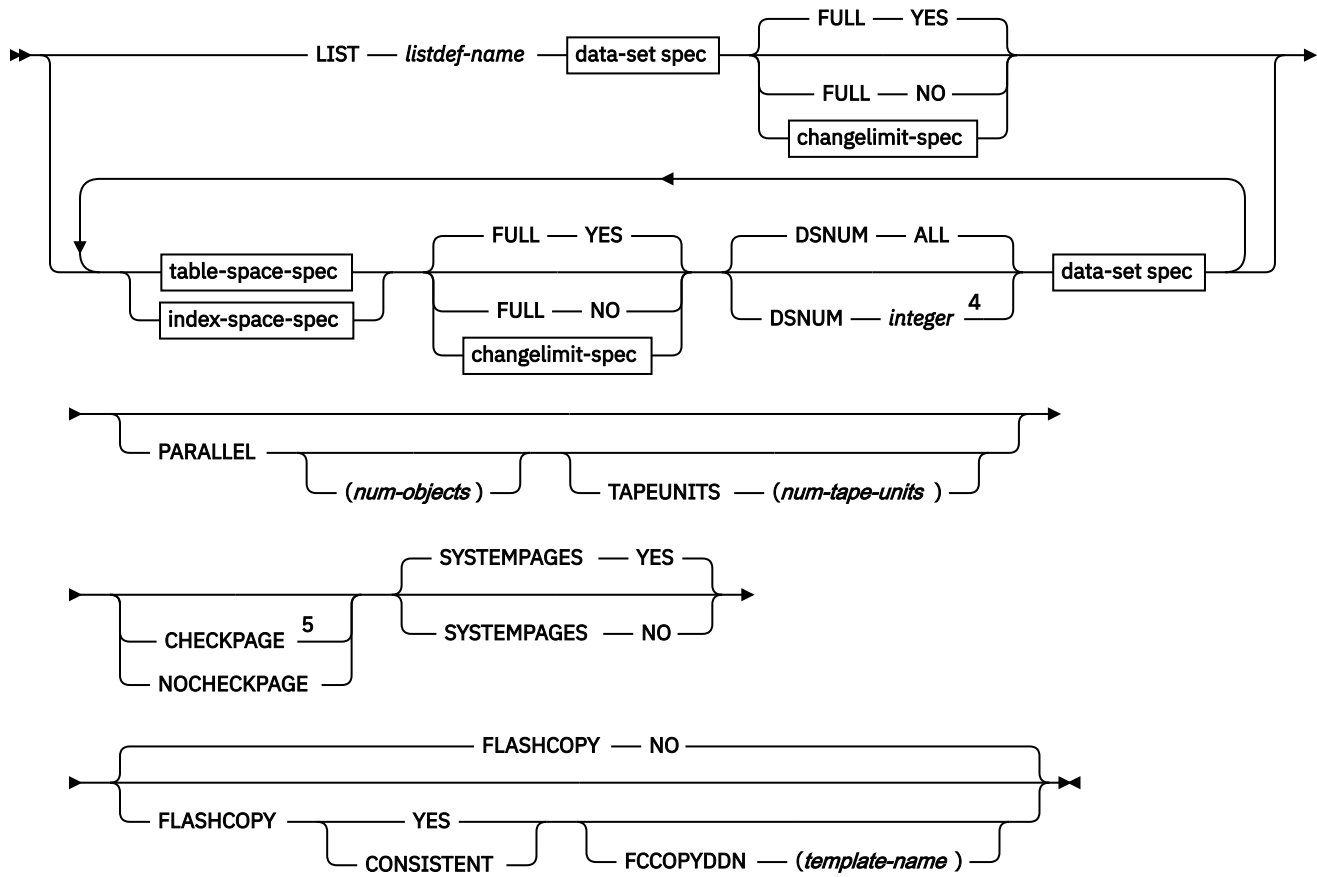 FULL YES
LIST listdef-name data-set spec
FULL NO
changelimit-spec
FULL YES DSNUM ALL
table-space-spec data-set spec
index-space-spec FULL NO DSNUM integer 4
changelimit-spec
PARALLEL
(num-objects) TAPEUNITS (num-tape-units)
SYSTEMPAGES YES
CHECKPAGE 5 SYSTEMPAGES NO
NOCHECKPAGE
FLASHCOPY NO
FLASHCOPY YES
CONSISTENT FCCOPYDDN (template-name)